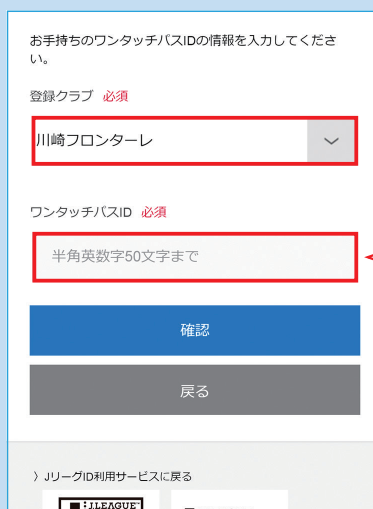 お手持ちのワンタッチパスIDの情報を入力してくださ
い。
登録クラブ 必須
川崎フロンターレ
ワンタッチパスID 必須
半角英数字50文字まで
確認
戻る
〉JリーグID利用サービスに戻る
J.LEAGUE